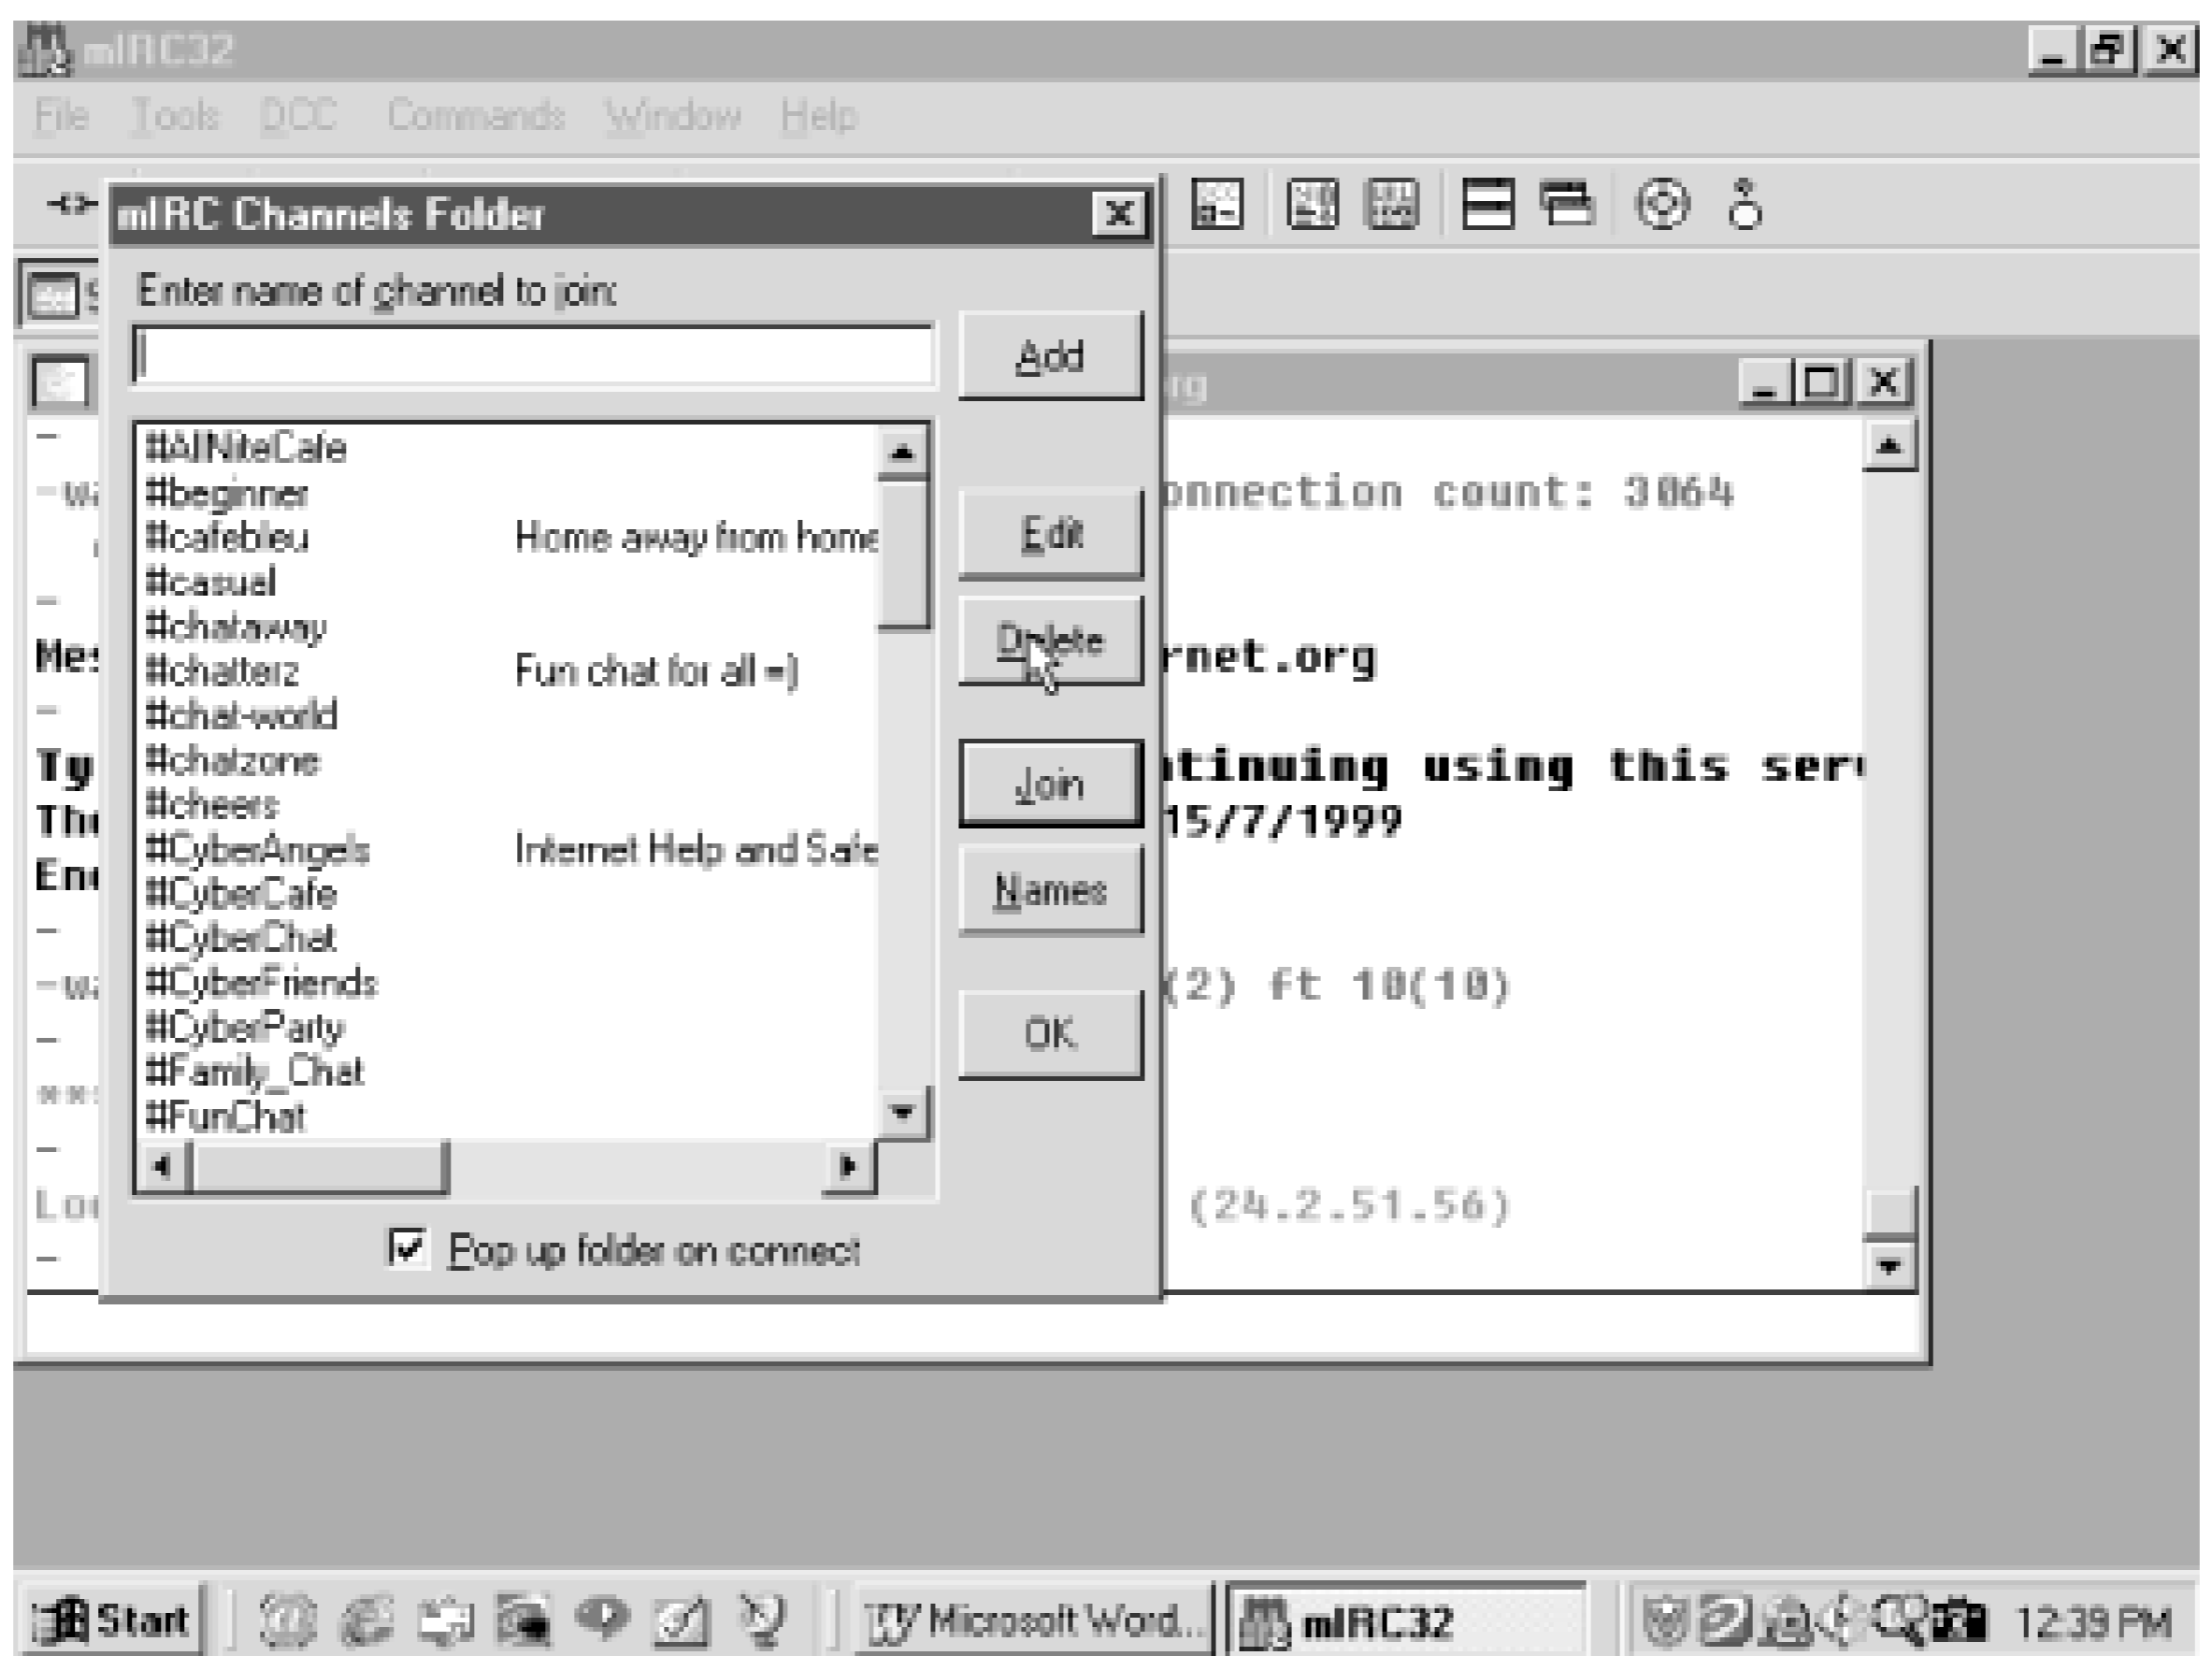 mIRC32
File Tools DCC Commands Window Help
mIRC Channels Folder
Enter name of channel to join:
Add
#AllNiteCafe
#beginner
#cafebleu Home away from home
#casual
#chataway
#chatterz Fun chat for all =)
#chat-world
#chatzone
#cheers
#CyberAngels Internet Help and Safe
#CyberCafe
#CyberChat
#CyberFriends
#CyberParty
#Family_Chat
#FunChat
Edit
Delete
Join
Names
OK
Pop up folder on connect
onnection count: 3064
rnet.org
ntinuing using this serv
15/7/1999
(2) ft 10(10)
(24.2.51.56)
Start
Microsoft Word...
mIRC32
12:39 PM